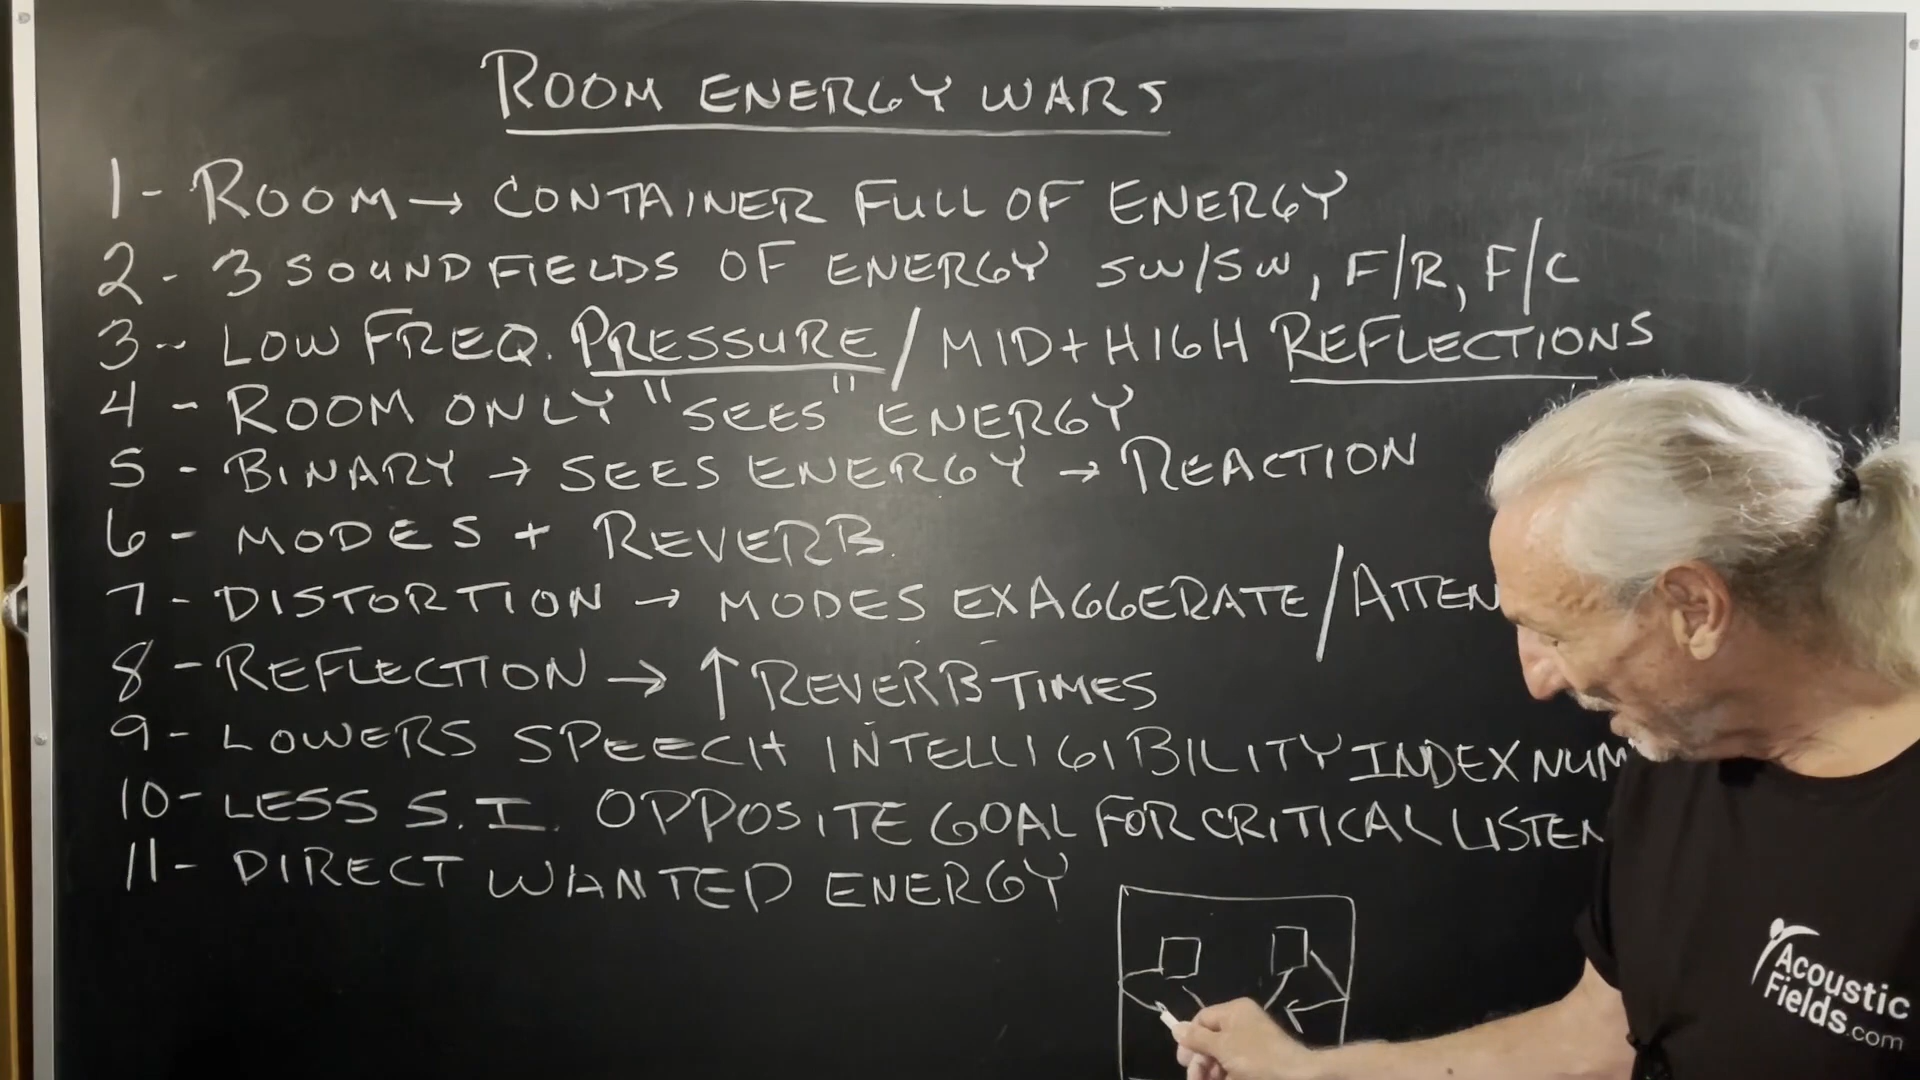 ROOM ENERGY WARS
1- ROOM → CONTAINER FULL OF ENERGY
2- 3 SOUND FIELDS OF ENERGY SW/SW, F/R, F/C
3- LOW FREQ. PRESSURE / MID + HIGH REFLECTIONS
4- ROOM ONLY "SEES" ENERGY
5- BINARY → SEES ENERGY → REACTION
6- MODES + REVERB
7- DISTORTION → MODES EXAGGERATE / ATTEN
8- REFLECTION → ↑ REVERB TIMES
9- LOWERS SPEECH INTELLIGIBILITY INDEX NUM
10- LESS S.I. OPPOSITE GOAL FOR CRITICAL LISTEN
11- DIRECT WANTED ENERGY
Acoustic
Fields.com